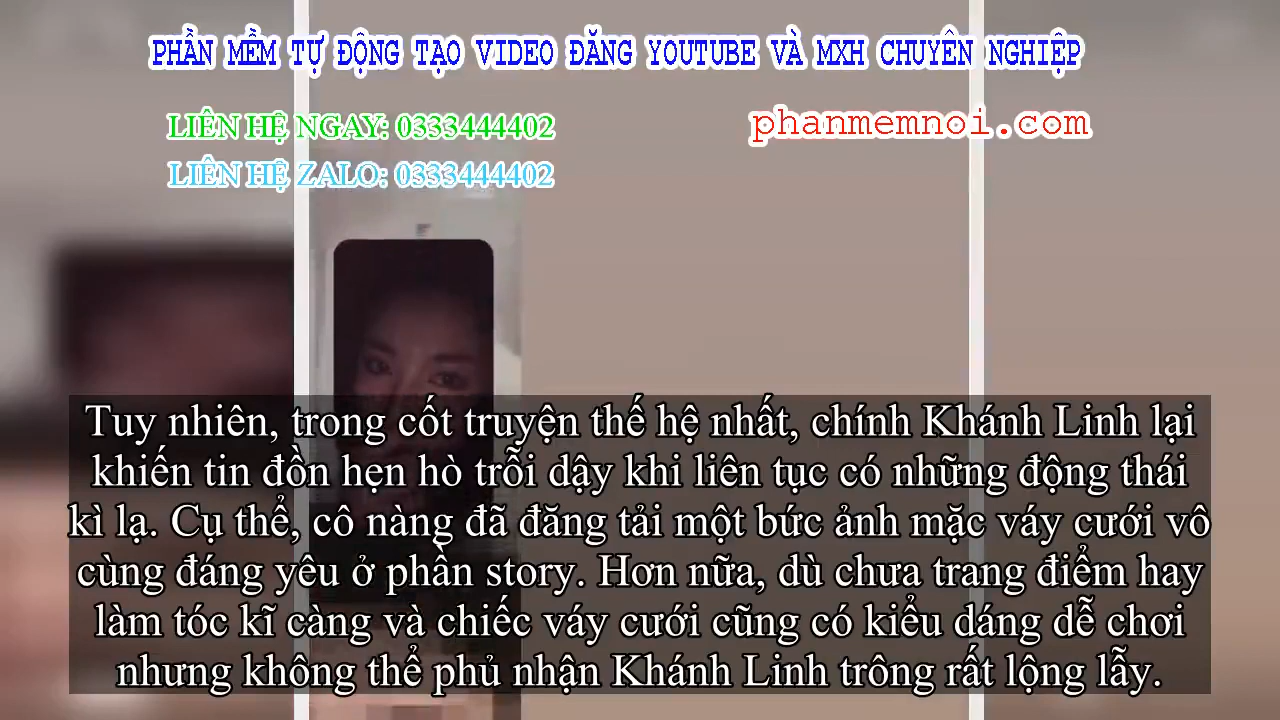 PHẦN MỀM TỰ ĐỘNG TẠO VIDEO ĐĂNG YOUTUBE VÀ MXH CHUYÊN NGHIỆP
LIÊN HỆ NGAY: 0333444402
phanmemnoi.com
LIÊN HỆ ZALO: 0333444402
Tuy nhiên, trong cốt truyện thế hệ nhất, chính Khánh Linh lại
khiến tin đồn hẹn hò trỗi dậy khi liên tục có những động thái
kì lạ. Cụ thể, cô nàng đã đăng tải một bức ảnh mặc váy cưới vô
cùng đáng yêu ở phần story. Hơn nữa, dù chưa trang điểm hay
làm tóc kĩ càng và chiếc váy cưới cũng có kiểu dáng dễ chơi
nhưng không thể phủ nhận Khánh Linh trông rất lộng lẫy.